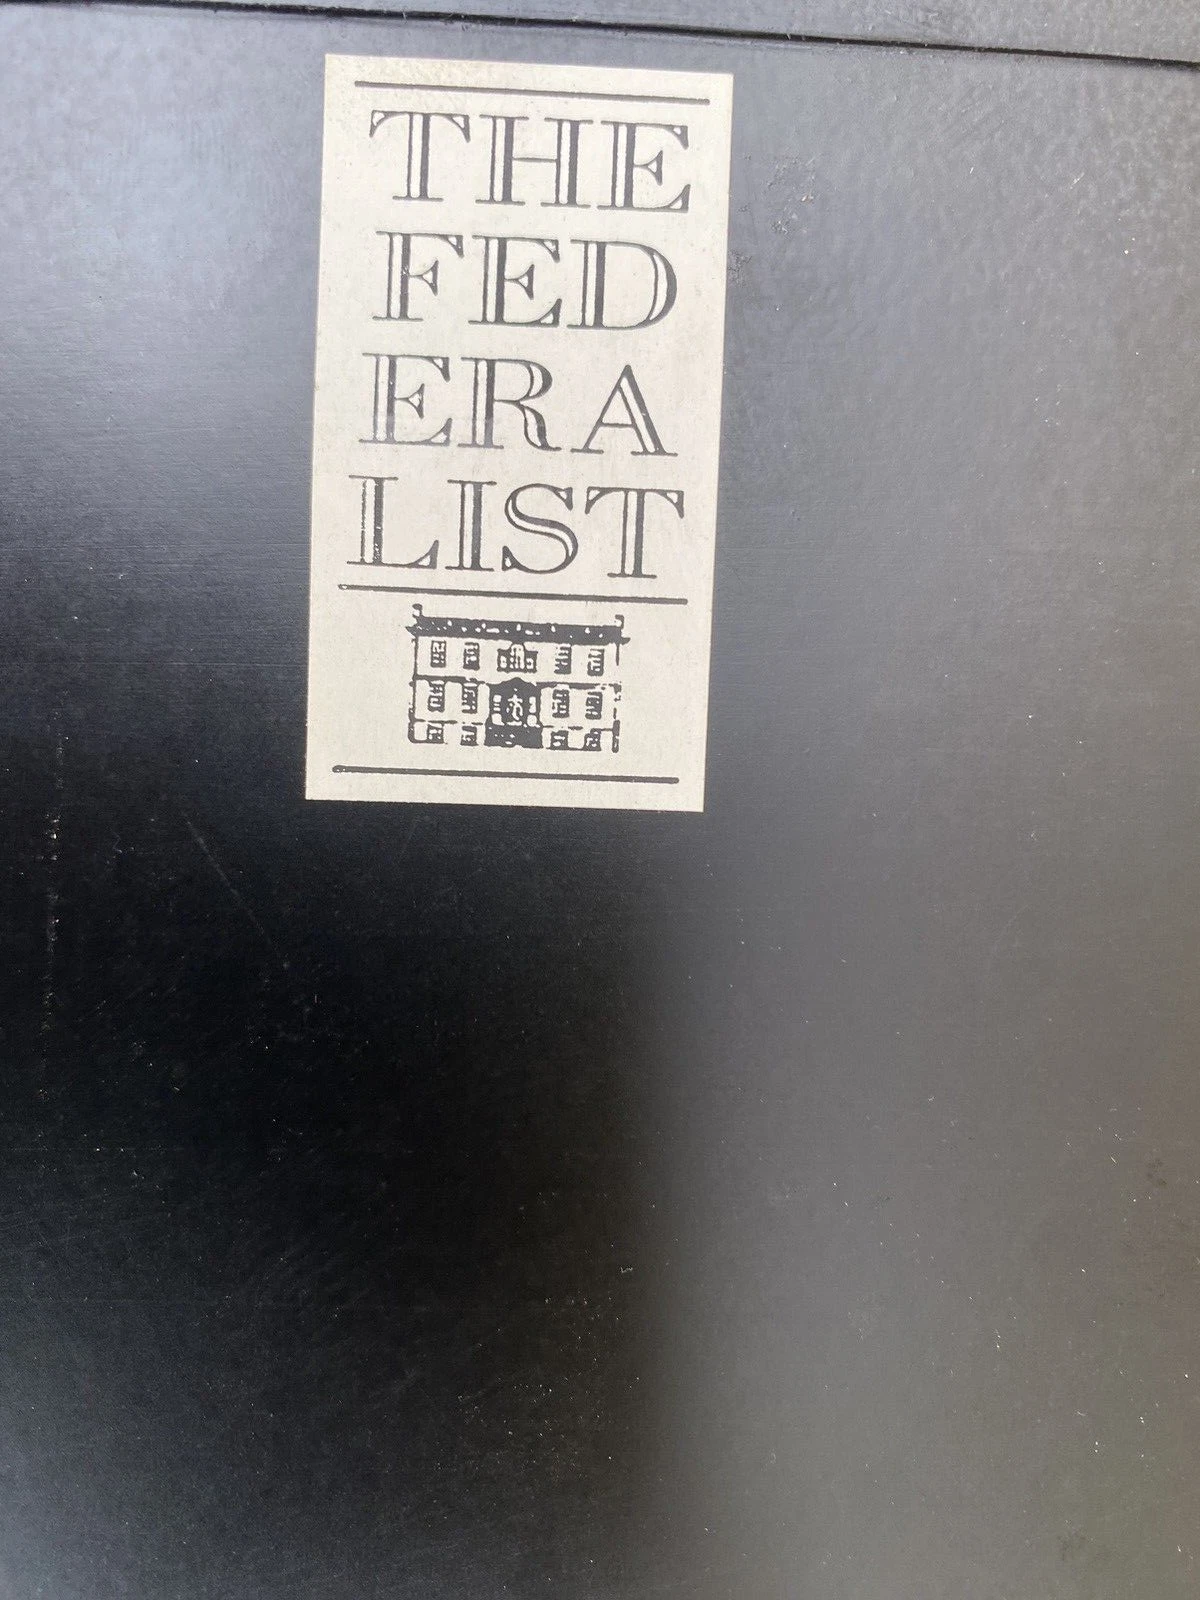 THE
FED
ERA
LIST